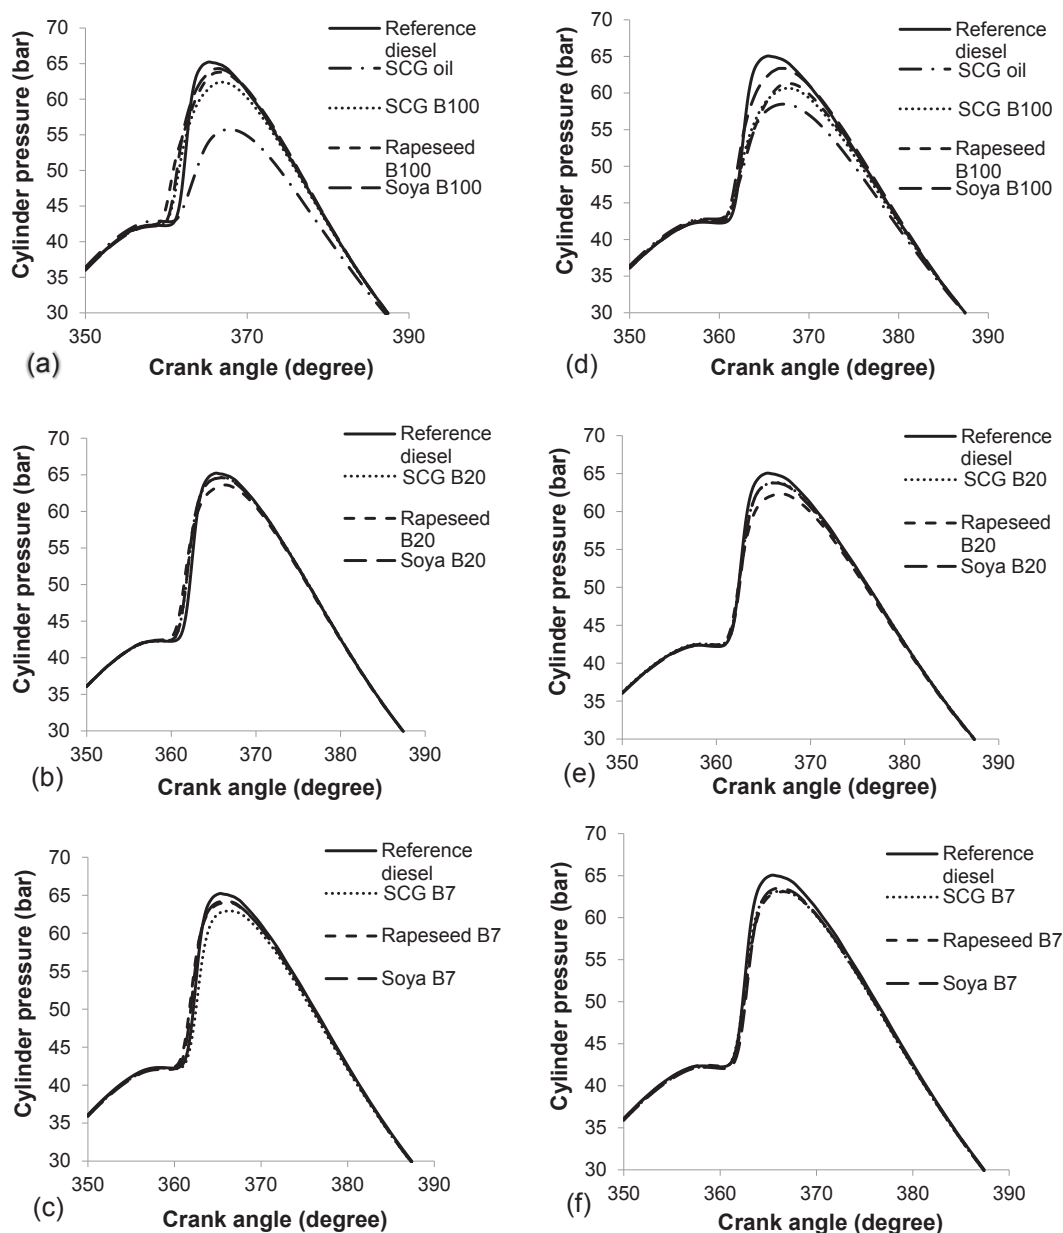 70
65
60
55
50
45
40
35
30
350
370
390
Cylinder pressure (bar)
Crank angle (degree)
(a)
Reference
diesel
SCG oil
SCG B100
Rapeseed
B100
Soya B100
70
65
60
55
50
45
40
35
30
350
360
370
380
390
Cylinder pressure (bar)
Crank angle (degree)
(d)
Reference
diesel
SCG oil
SCG B100
Rapeseed
B100
Soya B100
70
65
60
55
50
45
40
35
30
350
360
370
380
390
Cylinder pressure (bar)
Crank angle (degree)
(b)
Reference
diesel
SCG B20
Rapeseed
B20
Soya B20
70
65
60
55
50
45
40
35
30
350
360
370
380
390
Cylinder pressure (bar)
Crank angle (degree)
(e)
Reference
diesel
SCG B20
Rapeseed
B20
Soya B20
70
65
60
55
50
45
40
35
30
350
360
370
380
390
Cylinder pressure (bar)
Crank angle (degree)
(c)
Reference
diesel
SCG B7
Rapeseed B7
Soya B7
70
65
60
55
50
45
40
35
30
350
360
370
380
390
Cylinder pressure (bar)
Crank angle (degree)
(f)
Reference
diesel
SCG B7
Rapeseed B7
Soya B7